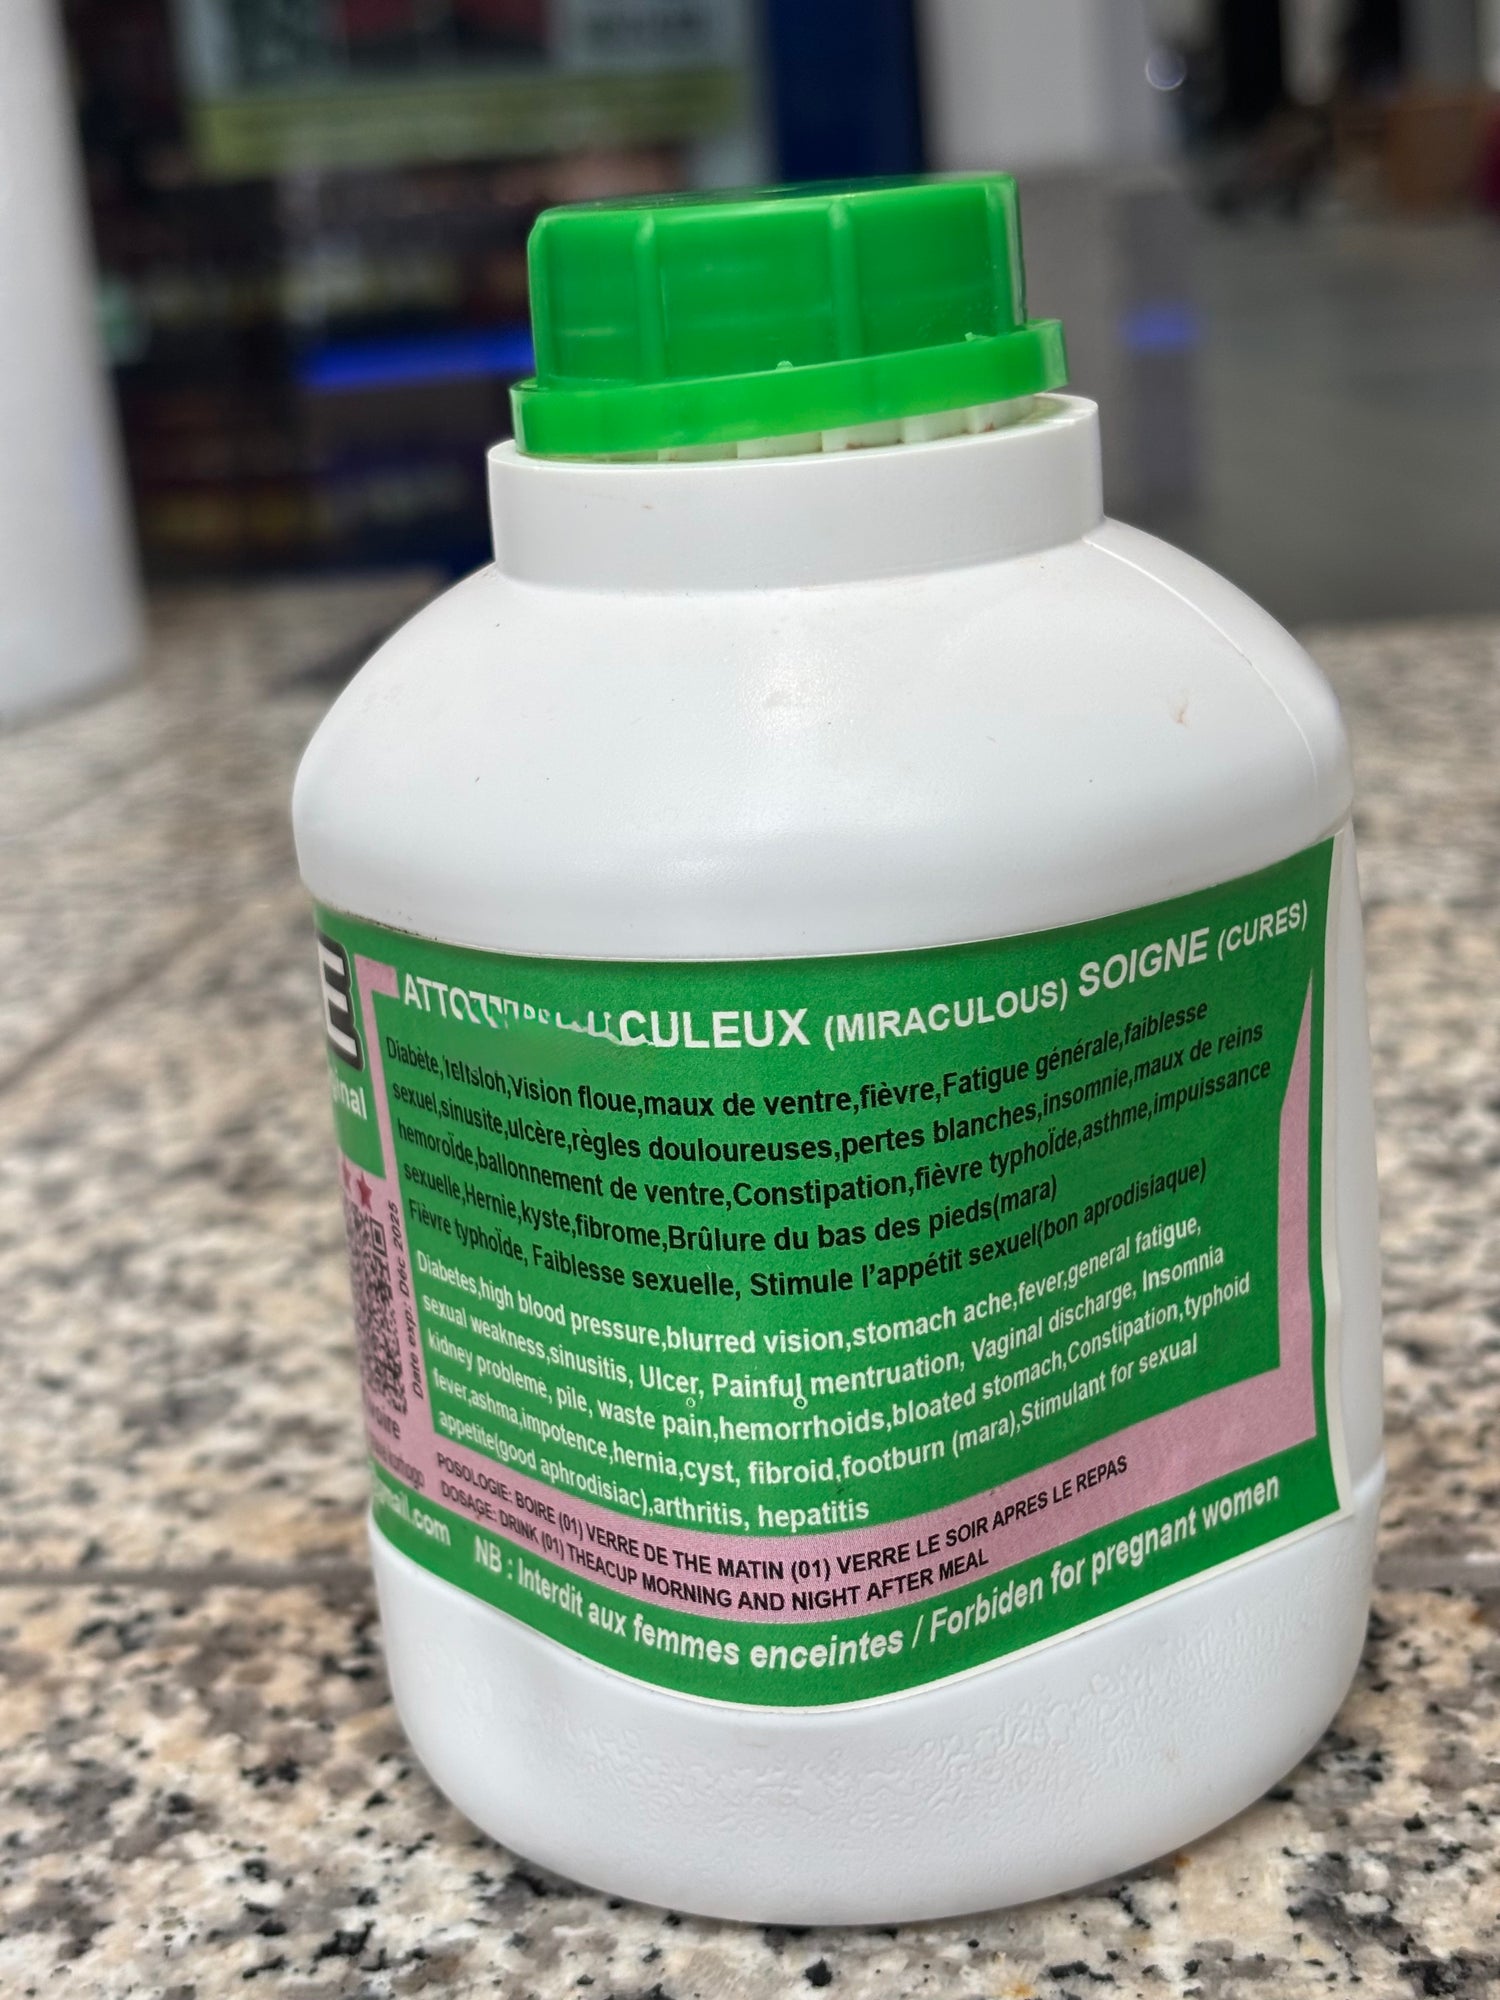 CULEUX (MIRACULOUS) SOIGNE (CURES)
Diabète, Vision floue,maux de ventre,fièvre,Fatigue générale,faiblesse
sexuel,sinusite,ulcère,règles douloureuses,pertes blanches,insomnie,maux de reins
hemoroïde,ballonnement de ventre,Constipation,fièvre typhoïde,asthme,impuissance
sexuelle,Hernie,kyste,fibrome,Brûlure du bas des pieds(mara)
Fièvre typhoïde, Faiblesse sexuelle, Stimule l'appétit sexuel(bon aprodisiaque)
Diabetes,high blood pressure,blurred vision,stomach ache,fever,general fatigue,
sexual weakness,sinusitis, Ulcer, Painful mentruation, Vaginal discharge, Insomnia
kidney probleme, pile, waste pain,hemorrhoids,bloated stomach,Constipation,typhoid
fever,ashma,impotence,hernia,cyst, fibroid,footburn (mara),Stimulant for sexual
appetite(good aphrodisiac),arthritis, hepatitis
POSOLOGIE: BOIRE (01) VERRE DE THE MATIN (01) VERRE LE SOIR APRES LE REPAS
DOSAGE: DRINK (01) THEACUP MORNING AND NIGHT AFTER MEAL
NB : Interdit aux femmes enceintes / Forbiden for pregnant women
Date exp: Déc 2025